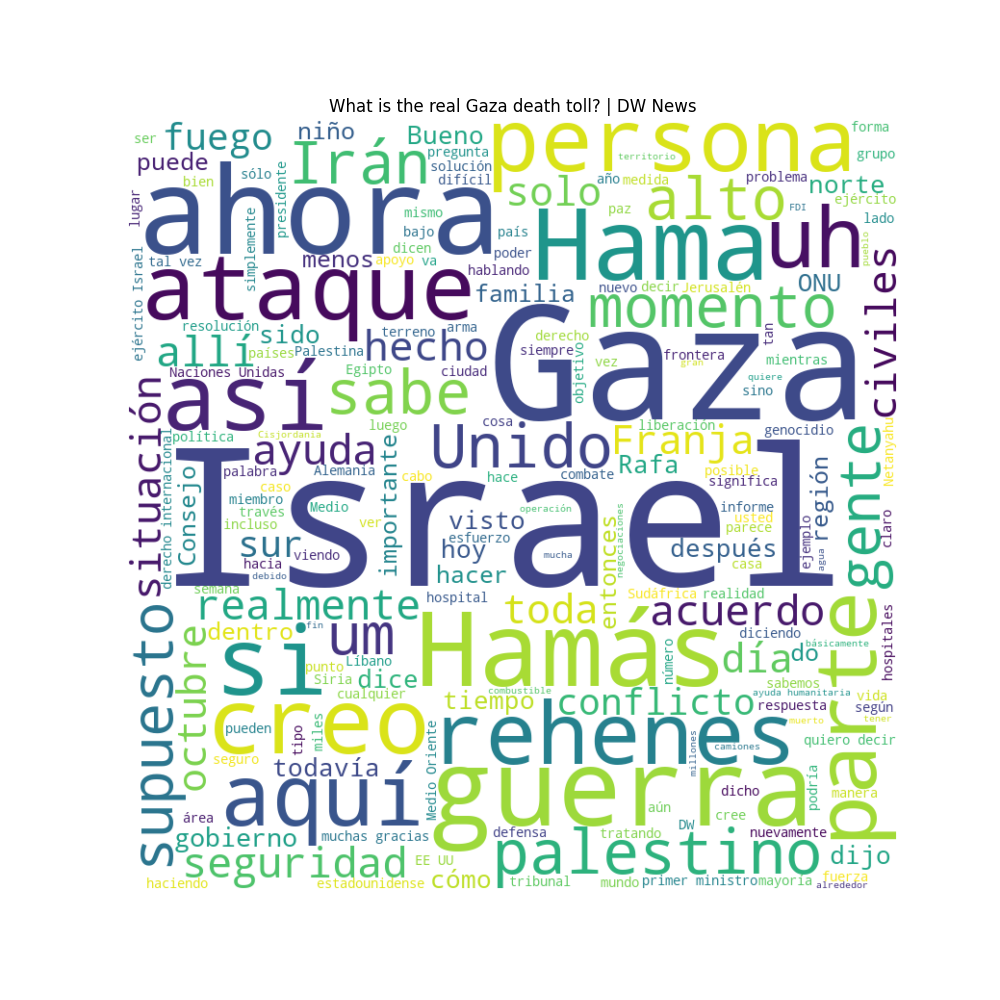 What is the real Gaza death toll? | DW News
ser
fuego
niño
Bueno
persona
forma
puede
Irán
pregunta
territorio
grupo
bien
sólo
solución
difícil
solo
año
medida
problema
norte
ahora
presidente
simplemente
lugar
mismo
bajo
país
paz
alto
FDI
ejército
lado
dicen
va
poder
Hama
uh
pueblo
tal vez
menos
apoyo
hablando
ejército Israel
ataque
familia
nuevo
decir
Jerusalén
ONU
momento
civiles
resolución
sido
terreno
arma
Gaza
derecho
tan
allí
países
Palestina
hecho
siempre
objetivo
vez
frontera
mientras
Naciones Unidas
Egipto
ciudad
gran
quiere
sino
así
sabe
situación
luego
cosa
liberación
genocidio
Netanyahu
política
Cisjordania
Unido
Franja
gente
derecho internacional
ayuda
importante
Consejo
palabra
Alemania
cabo
hace
combate
Rafa
posible
significa
región
caso
miembro
Israel
través
Medio
incluso
ver
visto
operación
negociaciones
informe
usted
parece
ejemplo
claro
sur
esfuerzo
hoy
viendo
hacia
debido
mucha
después
casa
agua
entonces
hacer
semana
hospital
Sudáfrica
realidad
supuesto
realmente
toda
acuerdo
parte
hospitales
octubre
dentro
fin
um
Hamás
diciendo
si
número
día
do
básicamente
punto
Líbano
Siria
dice
cualquier
combustible
sabemos
ayuda humanitaria
vida
tiempo
conflicto
respuesta
según
tener
creo
miles
tipo
pueden
rehenes
muerto
camiones
millones
quiero decir
seguro
todavía
Medio Oriente
aquí
guerra
podría
dicho
manera
área
aún
cree
gobierno
muchas gracias
defensa
DW
tratando
nuevamente
seguridad
EE UU
palestino
dijo
haciendo
estadounidense
cómo
tribunal
mundo
primer ministro
mayoría
fuerza
alrededor